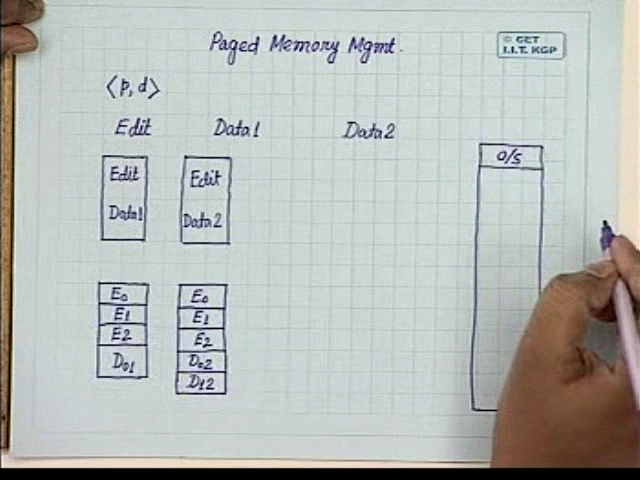 Paged Memory Mgmt.
© CET
I.I.T. KGP
<p, d>
Edit Data1 Data2
O/S
Edit
Data1
Edit
Data2
E0
E1
E2
D01
E0
E1
E2
D02
D12